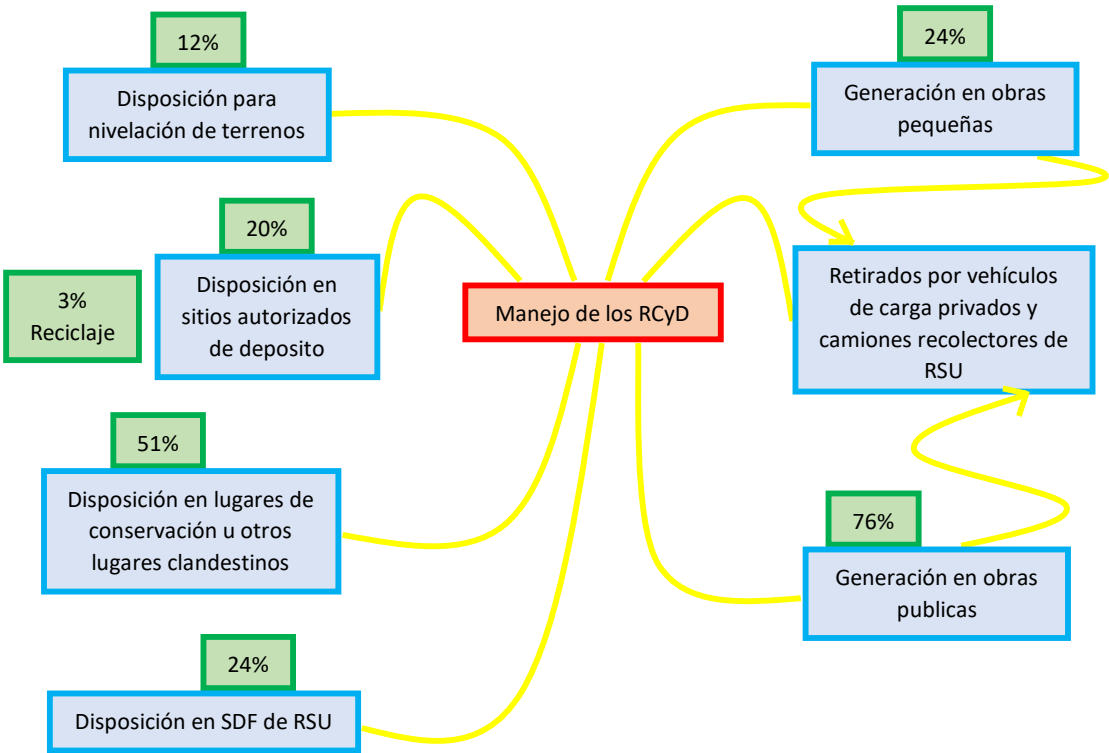 12%
Disposición para
nivelación de terrenos
20%
Disposición en
sitios autorizados
de deposito
3%
Reciclaje
51%
Disposición en lugares de
conservación u otros
lugares clandestinos
24%
Disposición en SDF de RSU
Manejo de los RCyD
24%
Generación en obras
pequeñas
Retirados por vehículos
de carga privados y
camiones recolectores de
RSU
76%
Generación en obras
publicas